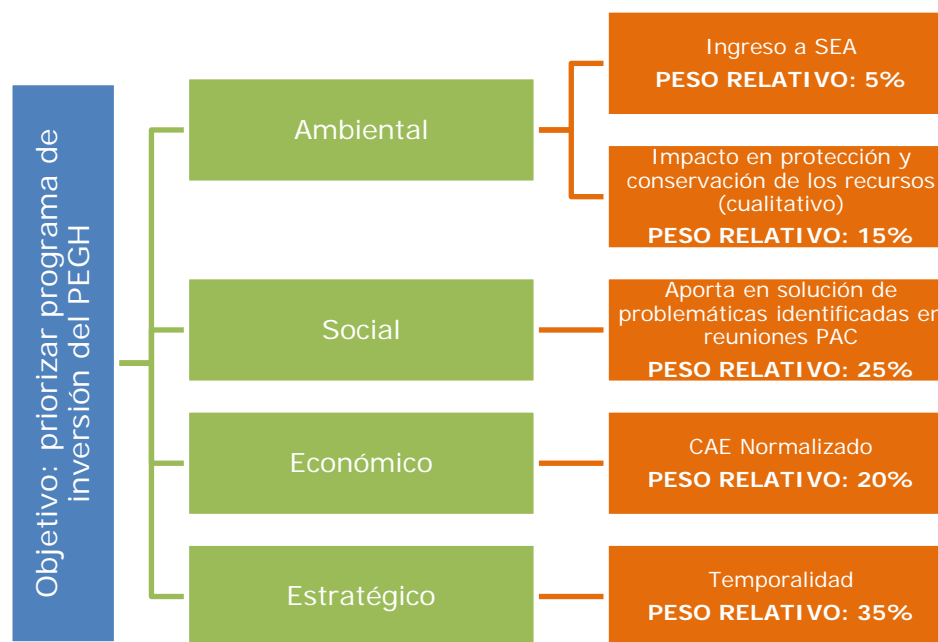 Objetivo: priorizar programa de
inversión del PEGH
Ambiental
Ingreso a SEA
PESO RELATIVO: 5%
Impacto en protección y
conservación de los recursos
(cualitativo)
PESO RELATIVO: 15%
Social
Aporta en solución de
problemáticas identificadas en
reuniones PAC
PESO RELATIVO: 25%
Económico
CAE Normalizado
PESO RELATIVO: 20%
Estratégico
Temporalidad
PESO RELATIVO: 35%